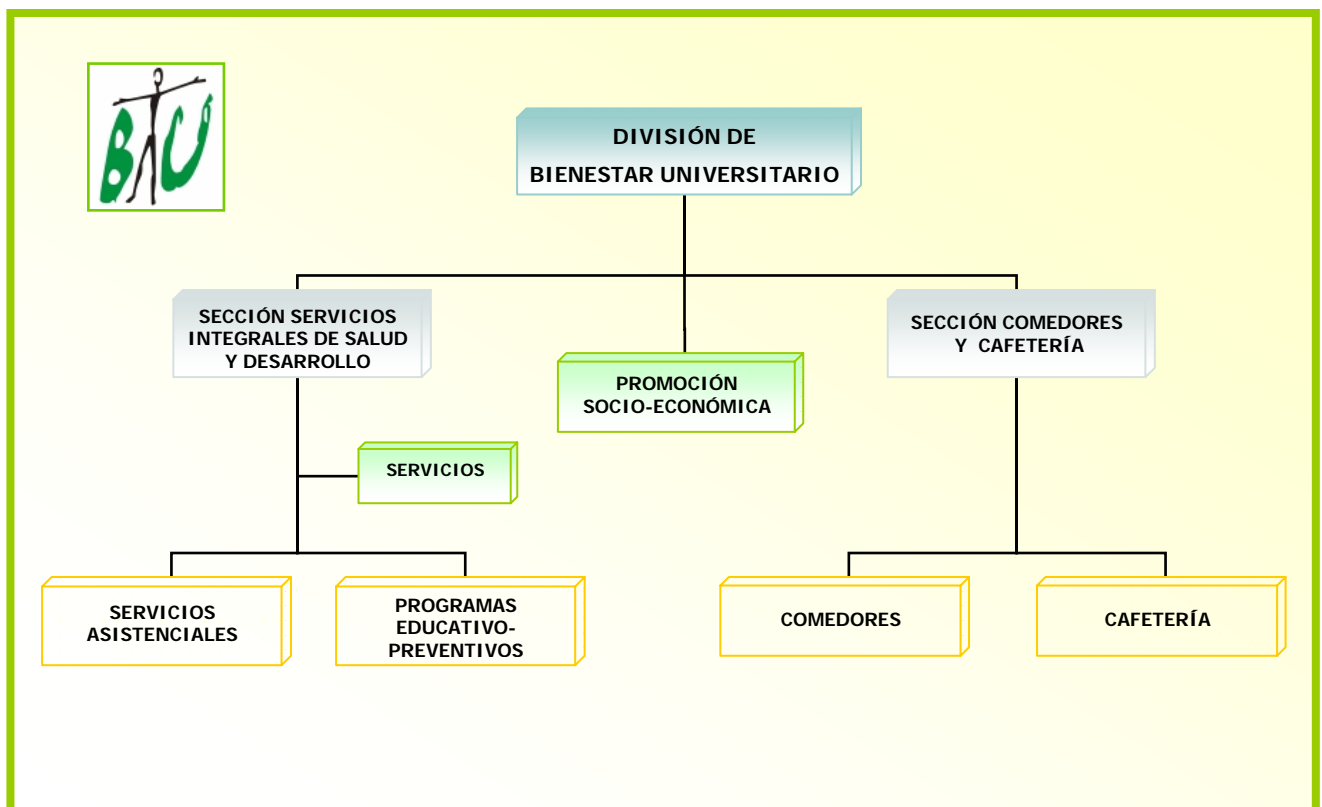 BU
DIVISIÓN DE
BIENESTAR UNIVERSITARIO
SECCIÓN SERVICIOS
INTEGRALES DE SALUD
Y DESARROLLO
PROMOCIÓN
SOCIO-ECONÓMICA
SECCIÓN COMEDORES
Y CAFETERÍA
SERVICIOS
SERVICIOS
ASISTENCIALES
PROGRAMAS
EDUCATIVO-
PREVENTIVOS
COMEDORES
CAFETERÍA